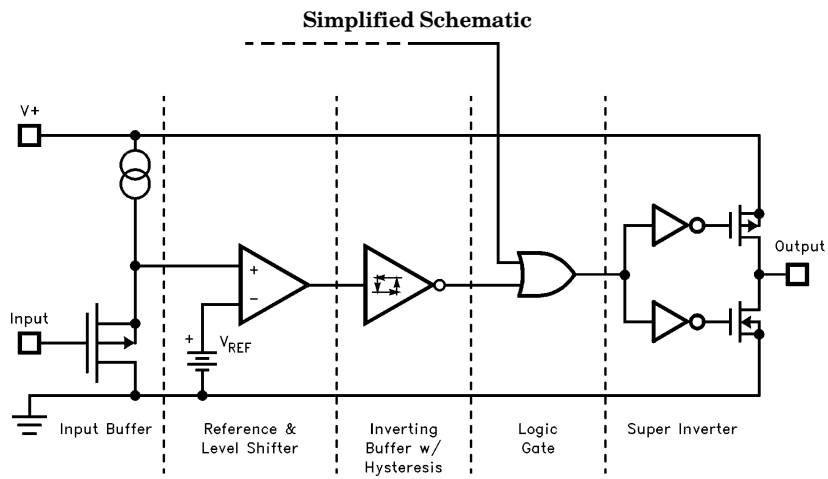 Simplified Schematic
V+
Input
+
−
+
VREF
Output
Input Buffer
Reference &
Level Shifter
Inverting
Buffer w/
Hysteresis
Logic
Gate
Super Inverter